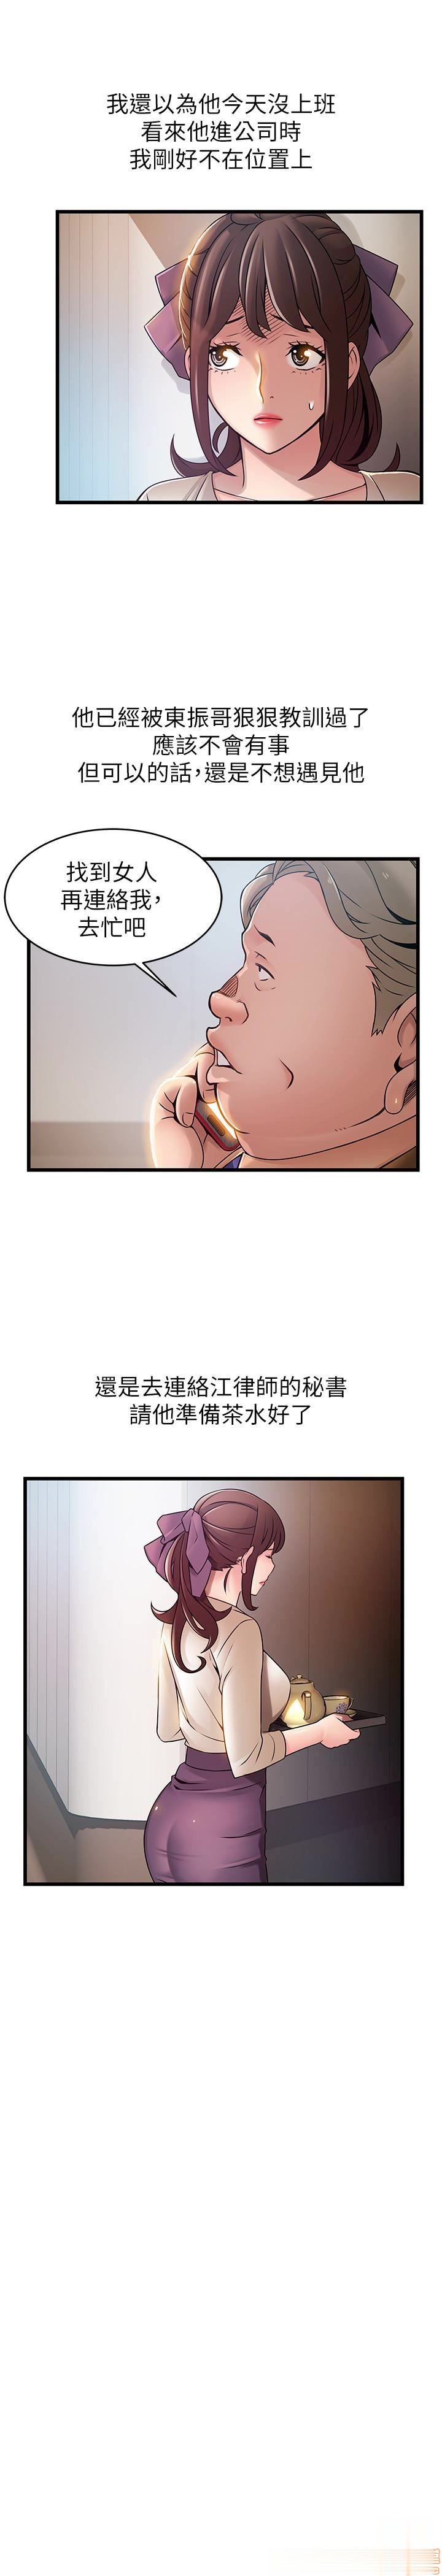 我還以為他今天沒上班
看來他進公司時
我剛好不在位置上
他已經被東振哥狠狠教訓過了
應該不會有事
但可以的話,還是不想遇見他
找到女人
再連絡我,
去忙吧
還是去連絡江律師的秘書
請他準備茶水好了